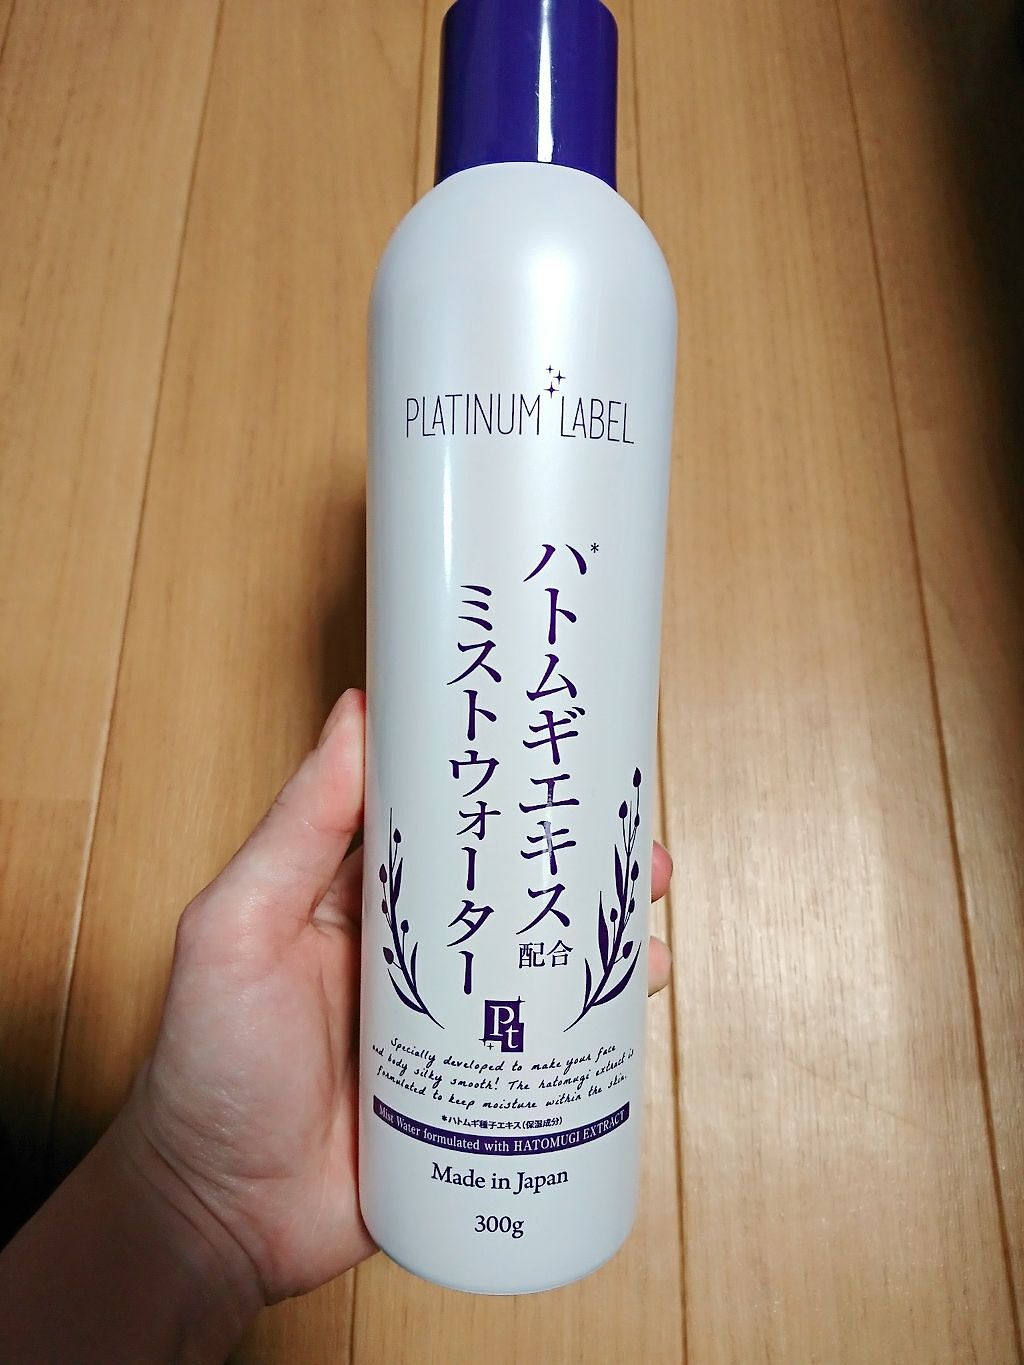 PLATINUM LABEL
ハトムギエキス*
配合
ミストウォーター
Pt
Specially developed to make your face
and body silky smooth! The hatomugi extract is
formulated to keep moisture within the skin.
*ハトムギ種子エキス(保湿成分)
Mist Water formulated with HATOMUGI EXTRACT
Made in Japan
300g